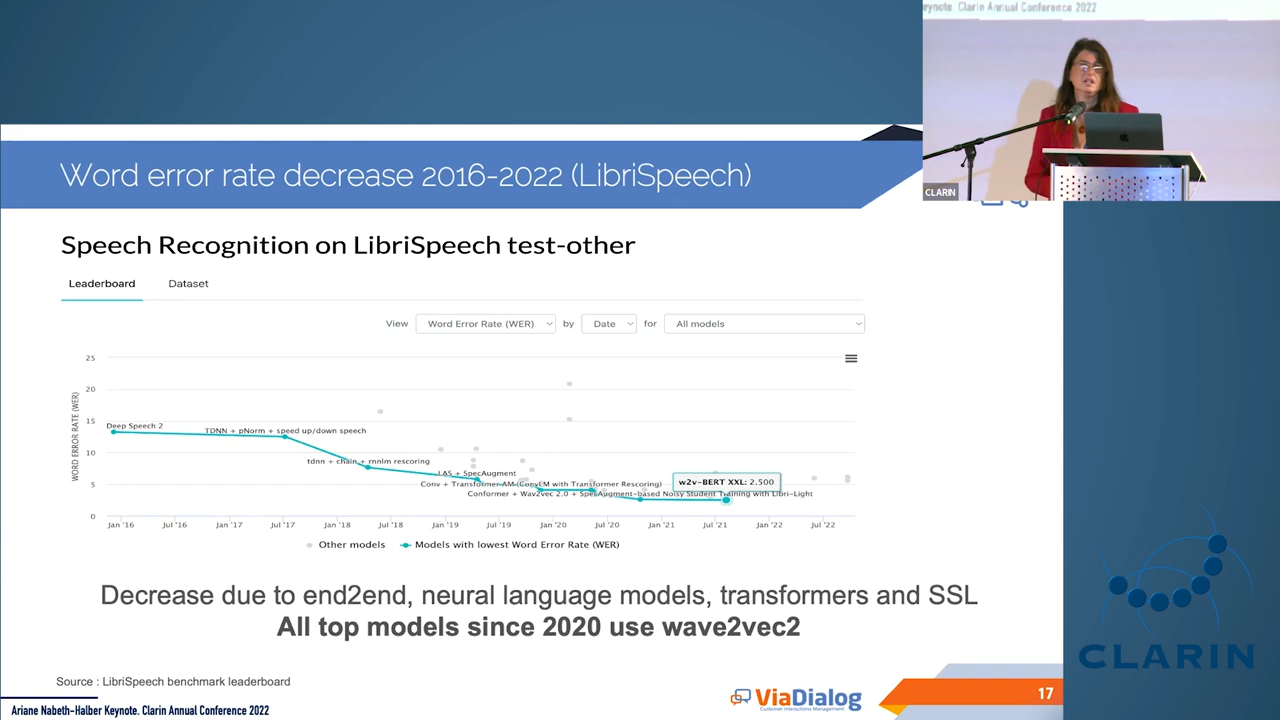 eynote. Clarin Annual Conference 2022
CLARIN
Word error rate decrease 2016-2022 (LibriSpeech)
Speech Recognition on LibriSpeech test-other
Leaderboard Dataset
View Word Error Rate (WER) by Date for All models
WORD ERROR RATE (WER)
25
20
15
10
5
0
Deep Speech 2
TDNN + pNorm + speed up/down speech
tdnn + chain + rnnlm rescoring
LAS + SpecAugment
Conv + Transformer AM (ConvLM with Transformer Rescoring)
Conformer + Wav2vec 2.0 + SpecAugment-based Noisy Student Training with Libri-Light
w2v-BERT XXL: 2.500
Jan '16 Jul '16 Jan '17 Jul '17 Jan '18 Jul '18 Jan '19 Jul '19 Jan '20 Jul '20 Jan '21 Jul '21 Jan '22 Jul '22
Other models Models with lowest Word Error Rate (WER)
Decrease due to end2end, neural language models, transformers and SSL
All top models since 2020 use wave2vec2
Source : LibriSpeech benchmark leaderboard
Ariane Nabeth-Halber Keynote. Clarin Annual Conference 2022
ViaDialog
Customer Interactions Management
17
CLARIN